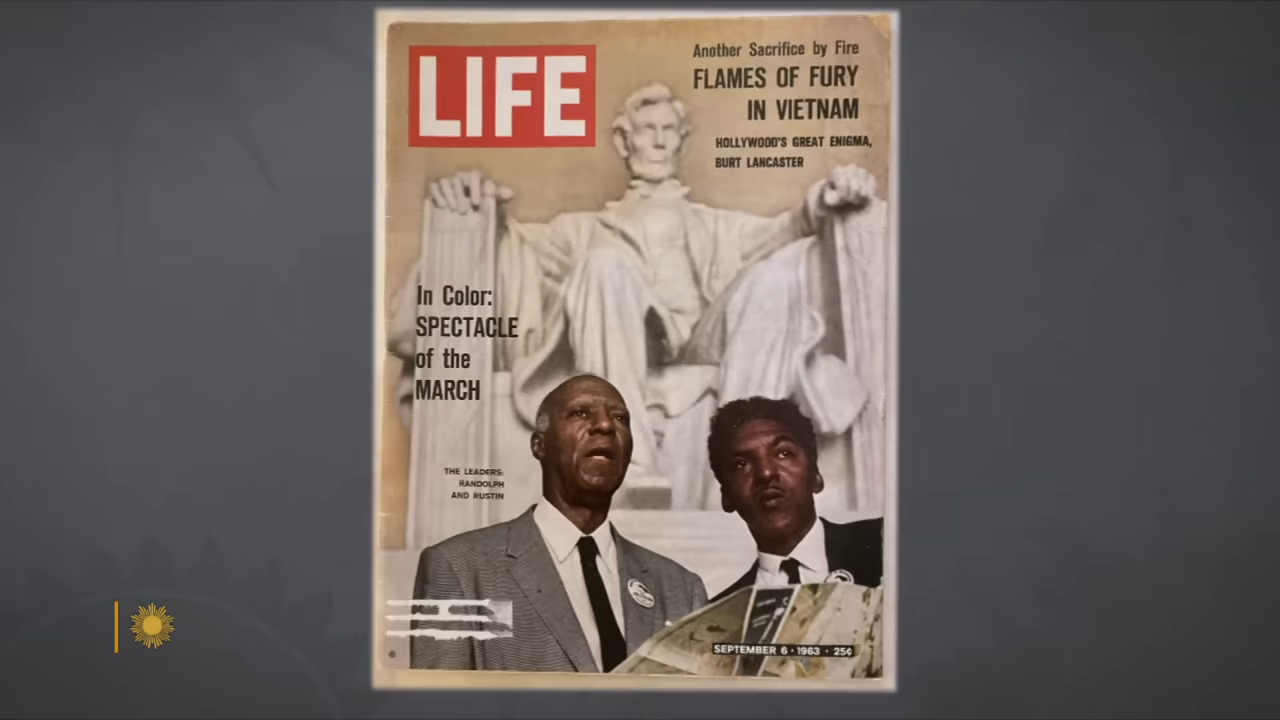 LIFE
Another Sacrifice by Fire
FLAMES OF FURY
IN VIETNAM
HOLLYWOOD'S GREAT ENIGMA,
BURT LANCASTER
In Color:
SPECTACLE
of the
MARCH
THE LEADERS:
RANDOLPH
AND RUSTIN
SEPTEMBER 6 · 1963 · 25¢